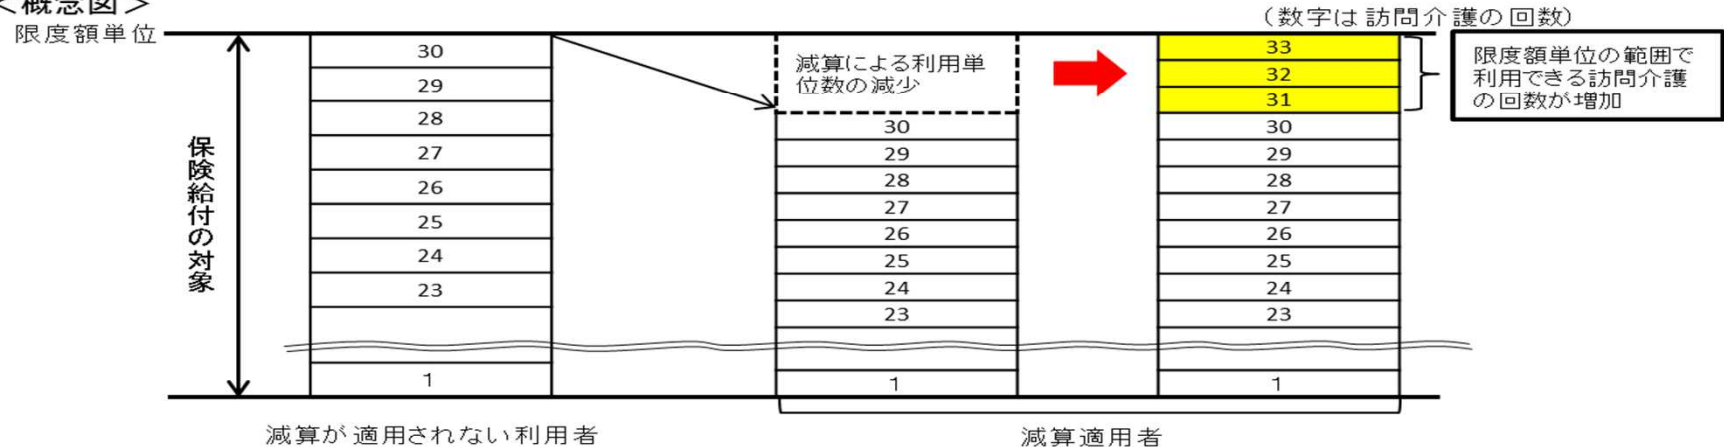 ＜概念図＞
（数字は訪問介護の回数）
限度額単位
保険給付の対象
30
29
28
27
26
25
24
23
1
減算による利用単
位数の減少
30
29
28
27
26
25
24
23
1
33
32
31
30
29
28
27
26
25
24
23
1
限度額単位の範囲で
利用できる訪問介護
の回数が増加
減算が適用されない利用者
減算適用者